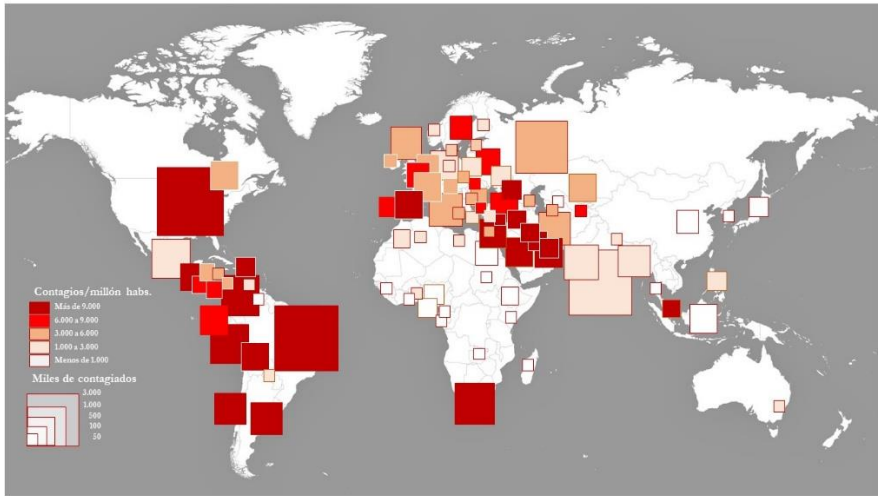 Contagios/millón habs.
Más de 9.000
6.000 a 9.000
3.000 a 6.000
1.000 a 3.000
Menos de 1.000
Miles de contagiados
3.000
1.000
500
100
50